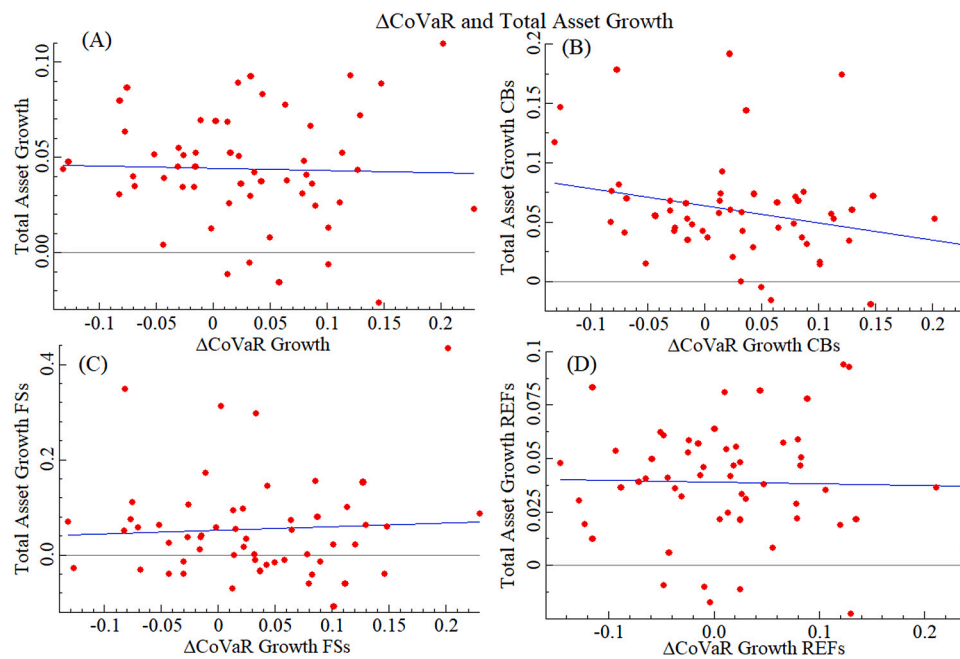 ΔCoVaR and Total Asset Growth
(A)
Total Asset Growth
0.10
0.05
0.00
-0.1 -0.05 0 0.05 0.1 0.15 0.2
ΔCoVaR Growth
(B)
Total Asset Growth CBs
0.2
0.15
0.1
0.05
0
-0.1 -0.05 0 0.05 0.1 0.15 0.2
ΔCoVaR Growth CBs
(C)
Total Asset Growth FSs
0.4
0.2
0.0
-0.1 -0.05 0 0.05 0.1 0.15 0.2
ΔCoVaR Growth FSs
(D)
Total Asset Growth REFs
0.1
0.075
0.05
0.025
0
-0.1 0.0 0.1 0.2
ΔCoVaR Growth REFs